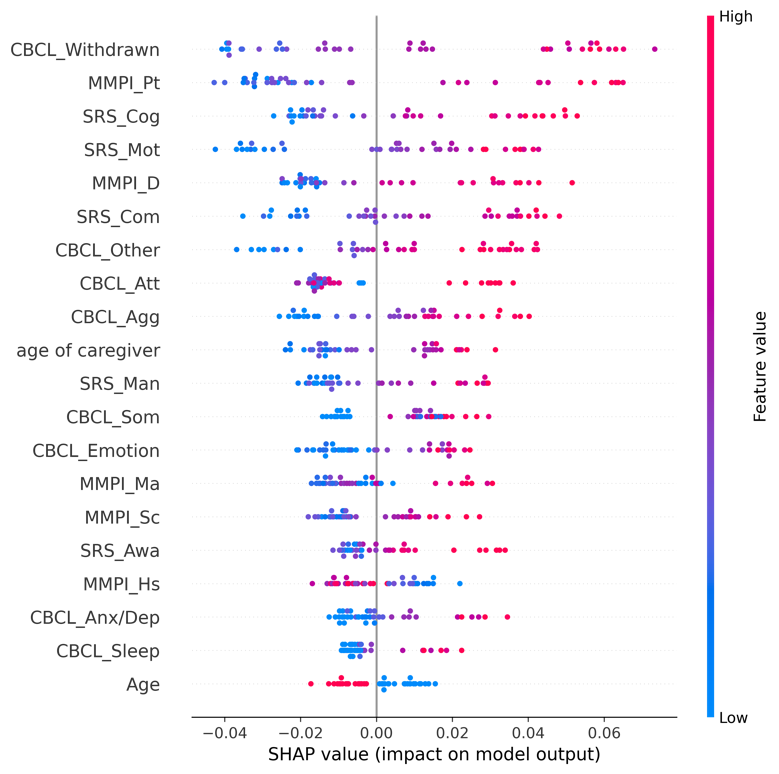 High
CBCL_Withdrawn
MMPI_Pt
SRS_Cog
SRS_Mot
MMPI_D
SRS_Com
CBCL_Other
CBCL_Att
CBCL_Agg
age of caregiver
SRS_Man
CBCL_Som
CBCL_Emotion
MMPI_Ma
MMPI_Sc
SRS_Awa
MMPI_Hs
CBCL_Anx/Dep
CBCL_Sleep
Age
Feature value
Low
−0.04 −0.02 0.00 0.02 0.04 0.06
SHAP value (impact on model output)